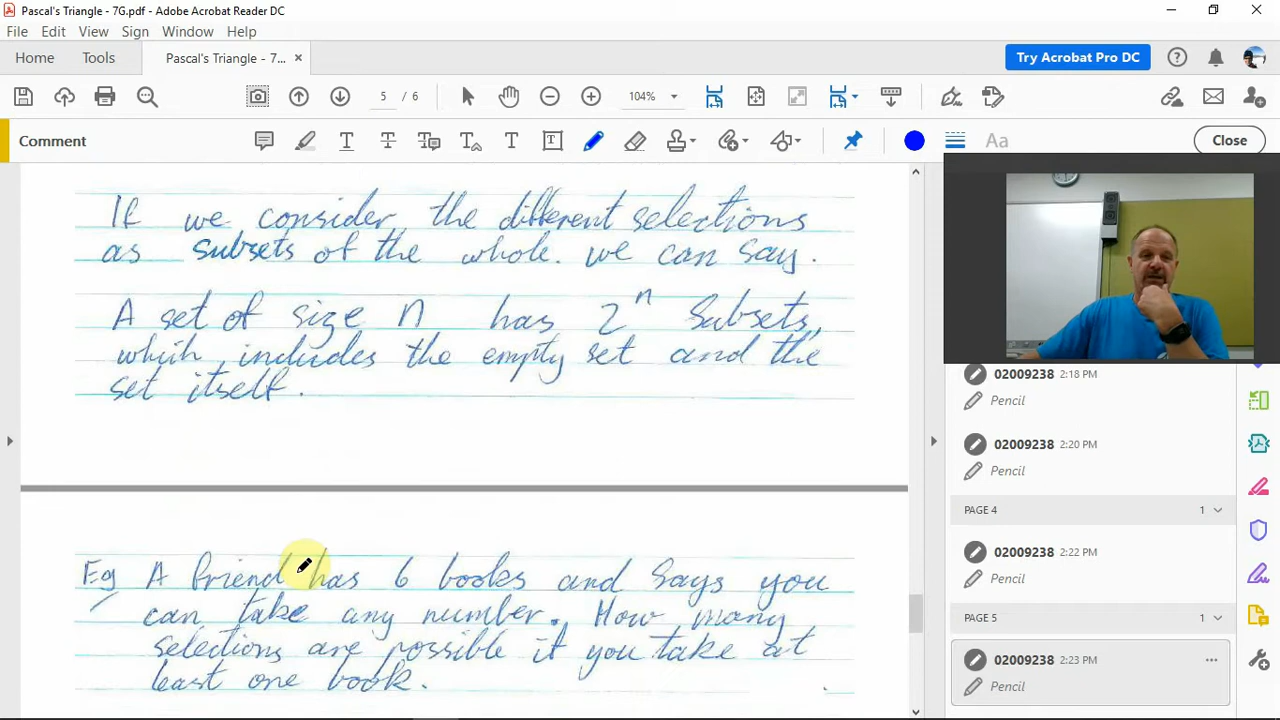 Pascal's Triangle - 7G.pdf - Adobe Acrobat Reader DC
File Edit View Sign Window Help
Home Tools Pascal's Triangle - 7... ×
Try Acrobat Pro DC
5 / 6 104%
Comment
Aa
Close
If we consider the different selections
as subsets of the whole. we can say.
A set of size n has 2^n Subsets,
which includes the empty set and the
set itself.
Eg A friend has 6 books and says you
can take any number. How many
selections are possible if you take at
least one book.
02009238 2:18 PM
Pencil
02009238 2:20 PM
Pencil
PAGE 4 1
02009238 2:22 PM
Pencil
PAGE 5 1
02009238 2:23 PM
Pencil